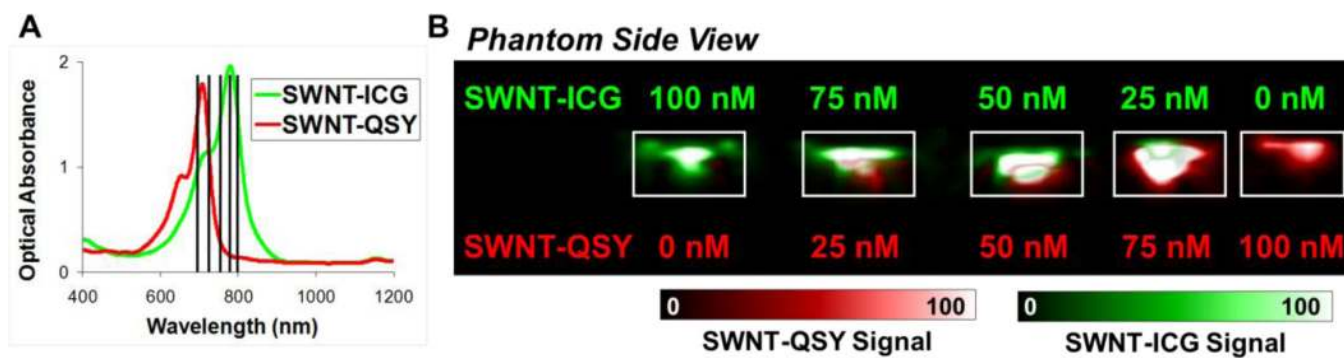 A
Optical Absorbance
2
1
0
400 600 800 1000 1200
Wavelength (nm)
SWNT-ICG
SWNT-QSY
B
Phantom Side View
SWNT-ICG 100 nM 75 nM 50 nM 25 nM 0 nM
SWNT-QSY 0 nM 25 nM 50 nM 75 nM 100 nM
0 100
SWNT-QSY Signal
0 100
SWNT-ICG Signal